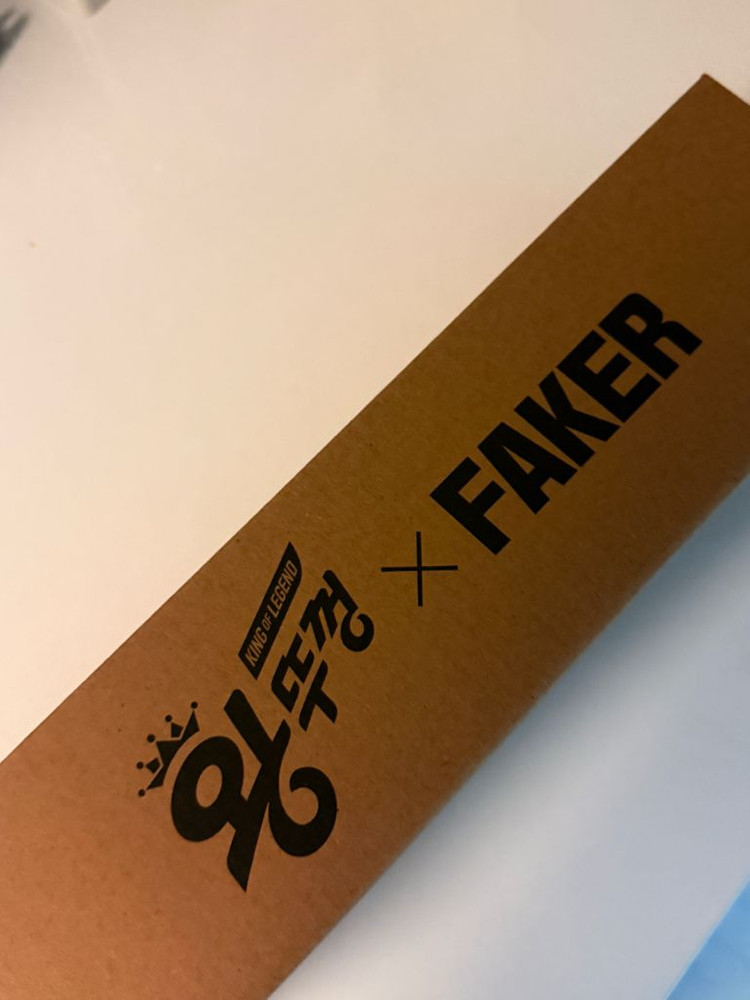 KING OF LEGEND
왕뚜껑
×
FAKER